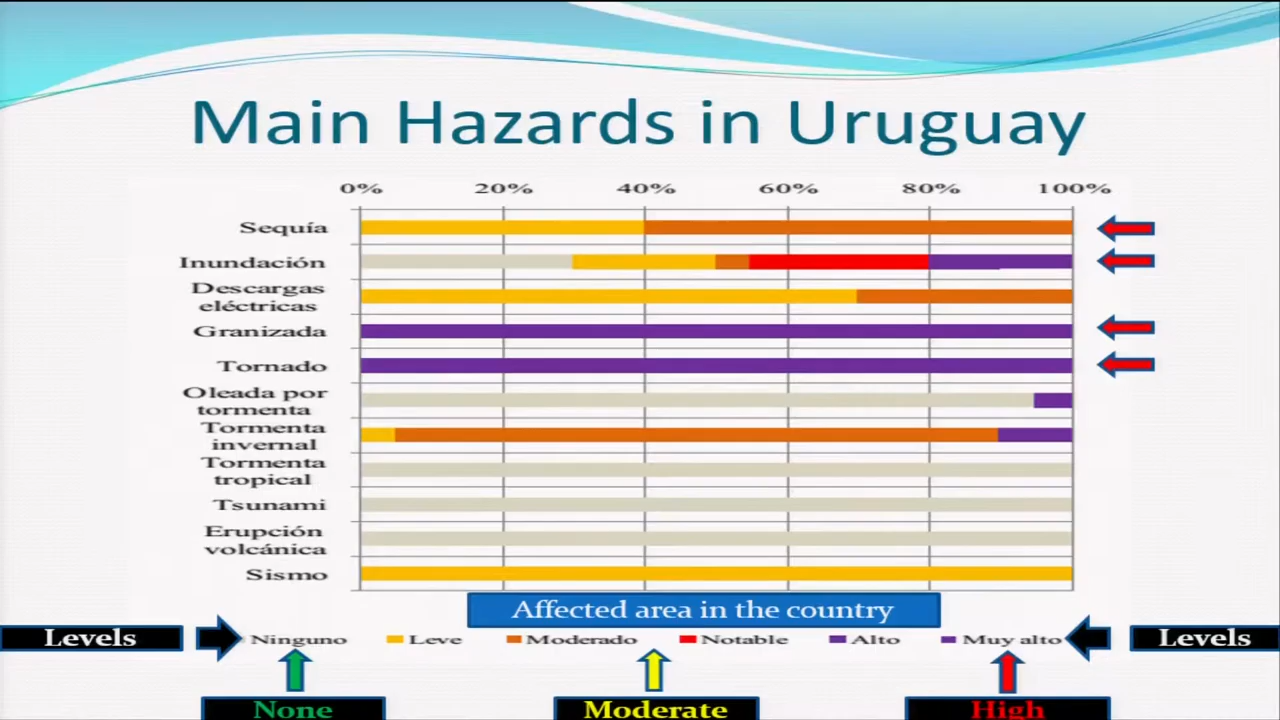 Main Hazards in Uruguay
0% 20% 40% 60% 80% 100%
Sequía
Inundación
Descargas
eléctricas
Granizada
Tornado
Oleada por
tormenta
Tormenta
invernal
Tormenta
tropical
Tsunami
Erupción
volcánica
Sismo
Affected area in the country
Levels Ninguno Leve Moderado Notable Alto Muy alto Levels
None Moderate High